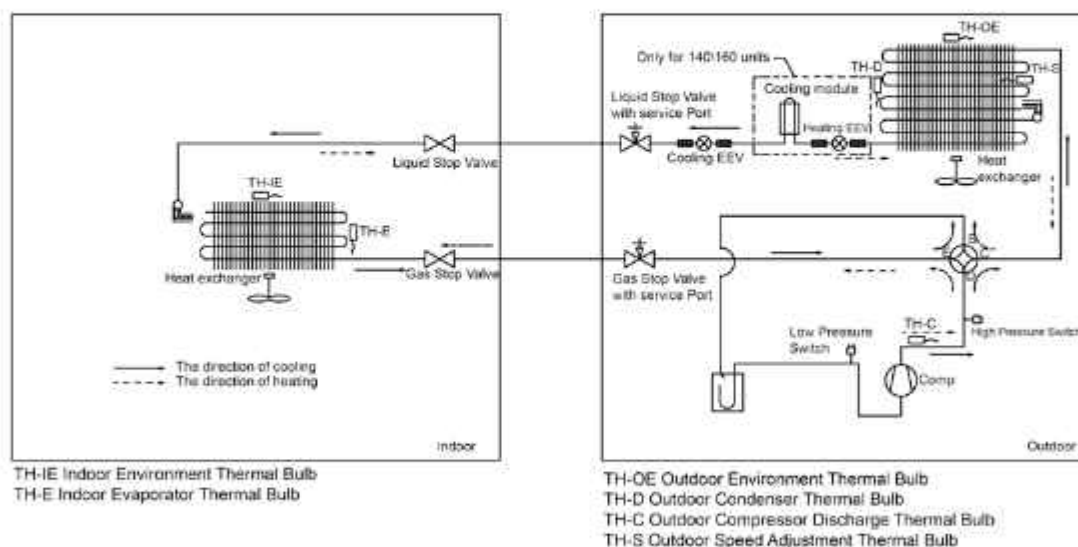 TH-OE
Only for 140\160 units
TH-D
TH-S
Cooling module
Liquid Stop Valve
with service Port
Heating EEV
Cooling EEV
Heat
exchanger
Liquid Stop Valve
TH-IE
TH-E
Heat exchanger
Gas Stop Valve
Gas Stop Valve
with service Port
TH-C
High Pressure Switch
Low Pressure
Switch
Comp
The direction of cooling
The direction of heating
Indoor
Outdoor
TH-IE Indoor Environment Thermal Bulb
TH-E Indoor Evaporator Thermal Bulb
TH-OE Outdoor Environment Thermal Bulb
TH-D Outdoor Condenser Thermal Bulb
TH-C Outdoor Compressor Discharge Thermal Bulb
TH-S Outdoor Speed Adjustment Thermal Bulb